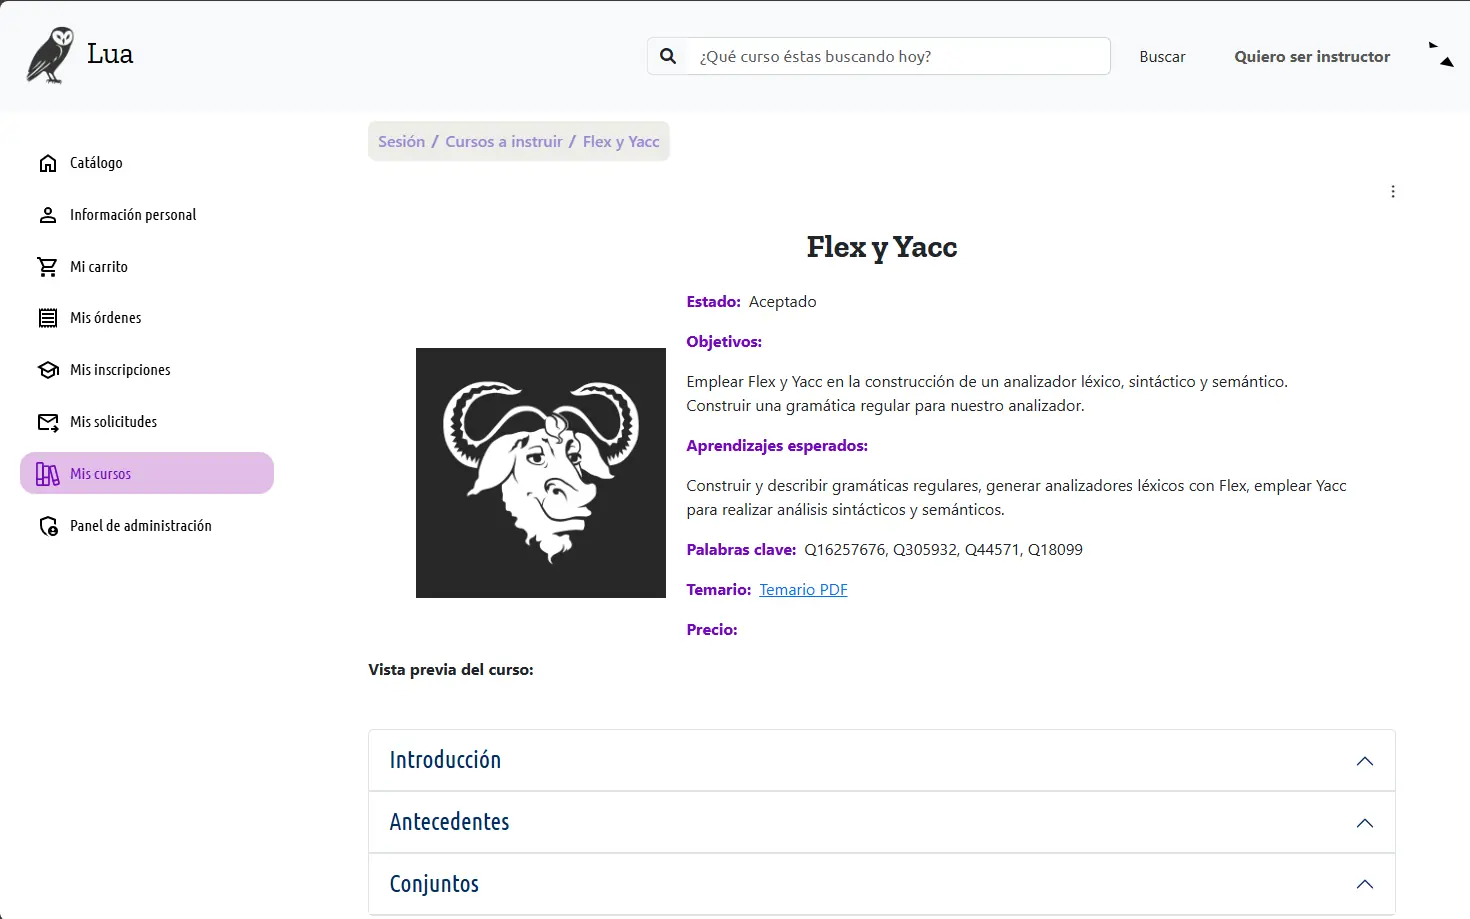 Lua
¿Qué curso éstas buscando hoy?
Buscar
Quiero ser instructor
Catálogo
Información personal
Mi carrito
Mis órdenes
Mis inscripciones
Mis solicitudes
Mis cursos
Panel de administración
Sesión / Cursos a instruir / Flex y Yacc
Flex y Yacc
Estado: Aceptado
Objetivos:
Emplear Flex y Yacc en la construcción de un analizador léxico, sintáctico y semántico.
Construir una gramática regular para nuestro analizador.
Aprendizajes esperados:
Construir y describir gramáticas regulares, generar analizadores léxicos con Flex, emplear Yacc
para realizar análisis sintácticos y semánticos.
Palabras clave: Q16257676, Q305932, Q44571, Q18099
Temario: Temario PDF
Precio:
Vista previa del curso:
Introducción
Antecedentes
Conjuntos